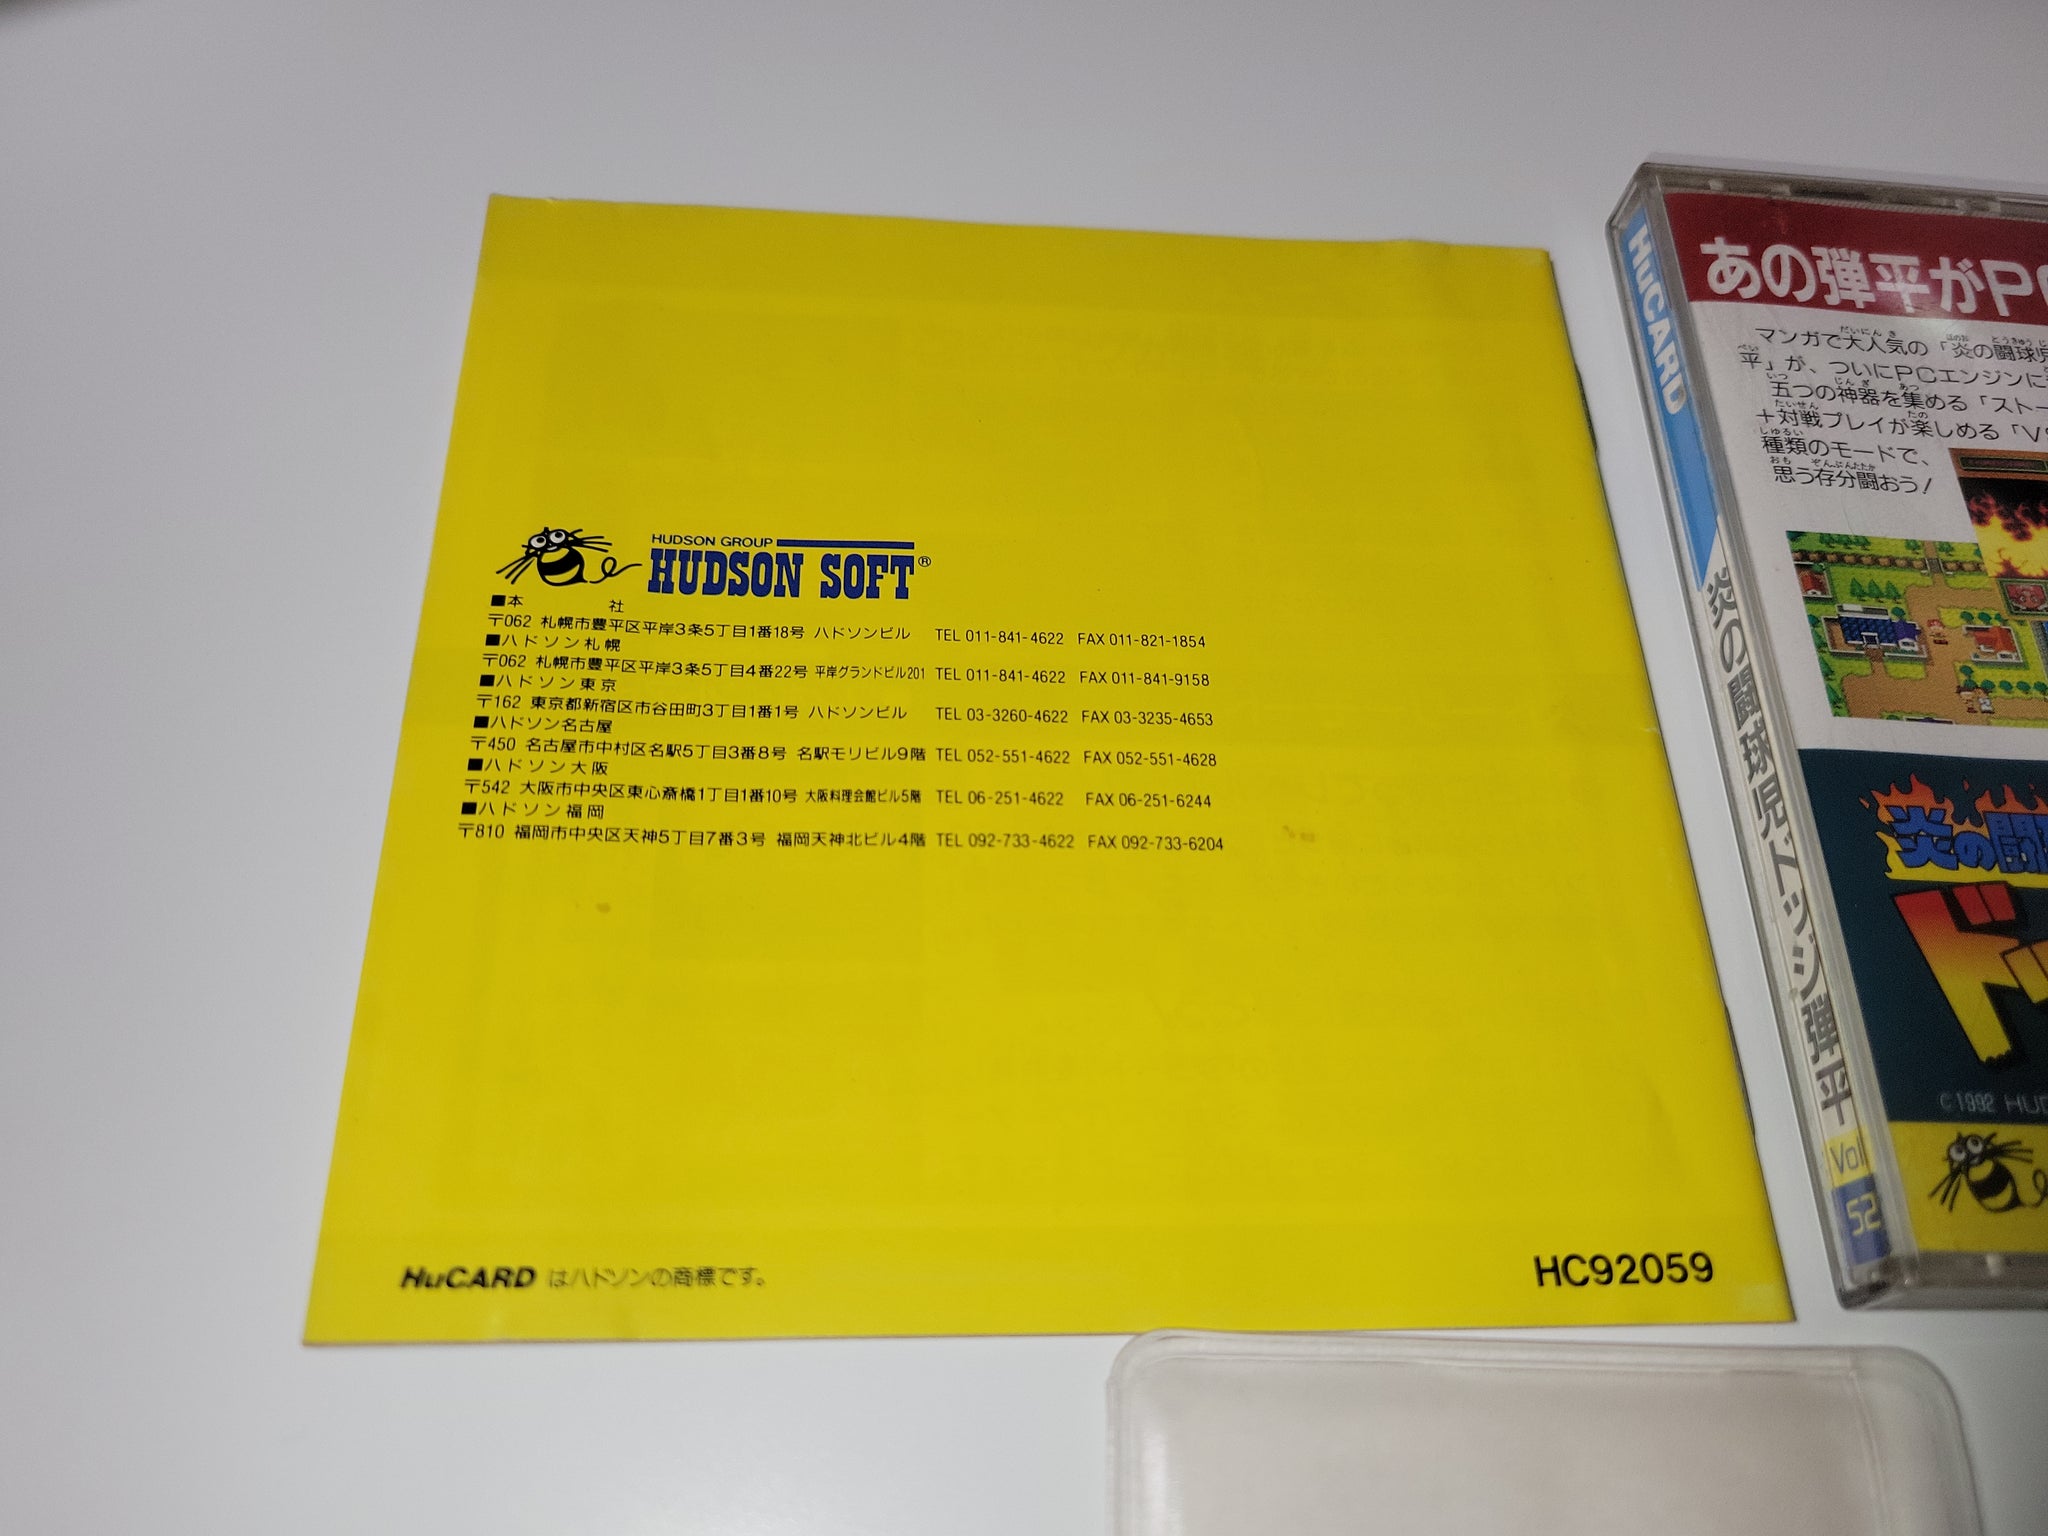 HUDSON GROUP
HUDSON SOFT®
■本 社
〒062 札幌市豊平区平岸3条5丁目1番18号 ハドソンビル TEL 011-841-4622 FAX 011-821-1854
■ハドソン札幌
〒062 札幌市豊平区平岸3条5丁目4番22号 平岸グランドビル201 TEL 011-841-4622 FAX 011-841-9158
■ハドソン東京
〒162 東京都新宿区市谷田町3丁目1番1号 ハドソンビル TEL 03-3260-4622 FAX 03-3235-4653
■ハドソン名古屋
〒450 名古屋市中村区名駅5丁目3番8号 名駅モリビル9階 TEL 052-551-4622 FAX 052-551-4628
■ハドソン大阪
〒542 大阪市中央区東心斎橋1丁目1番10号 大阪料理会館ビル5階 TEL 06-251-4622 FAX 06-251-6244
■ハドソン福岡
〒810 福岡市中央区天神5丁目7番3号 福岡天神北ビル4階 TEL 092-733-4622 FAX 092-733-6204
HuCARD はハドソンの商標です。
HC92059
HuCARD
炎の闘球児ドッジ弾平
Vol
52
あの弾平がPC
マンガで大人気の「炎の闘球児
平」が、ついにPCエンジンに
五つの神器を集める「ストー
+対戦プレイが楽しめる「VS
種類のモードで、
思う存分闘おう!
炎の闘
ド
C1992 HUD